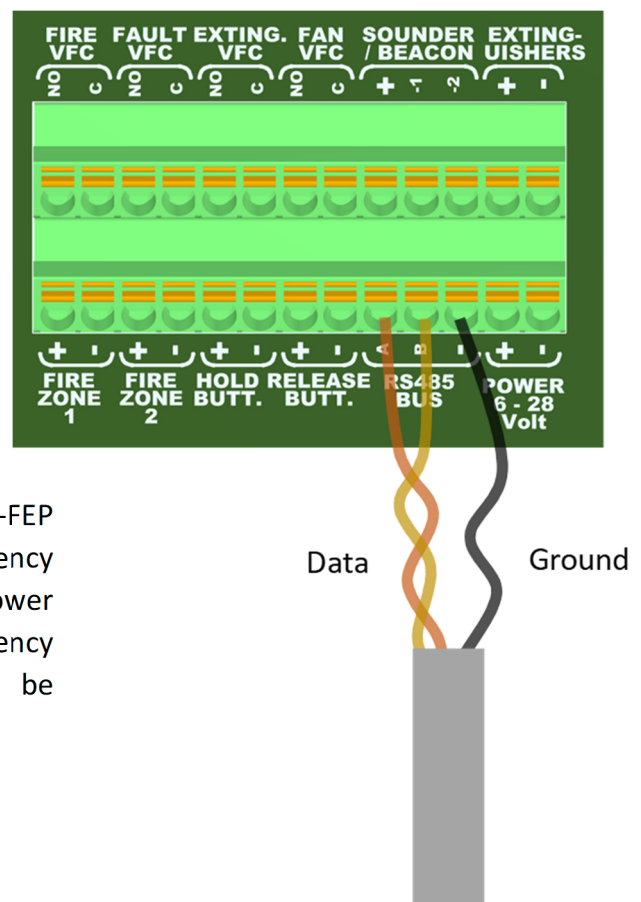 FIRE FAULT EXTING. FAN SOUNDER EXTING-
VFC VFC VFC VFC / BEACON UISHERS
NO C NO C NO C NO C + -1 -2 + -
+ - + - + - + - A B - + -
FIRE FIRE HOLD RELEASE RS485 POWER
ZONE ZONE BUTT. BUTT. BUS 6 - 28
1 2 Volt
-FEP
ency
ower
ency
be
Data
Ground